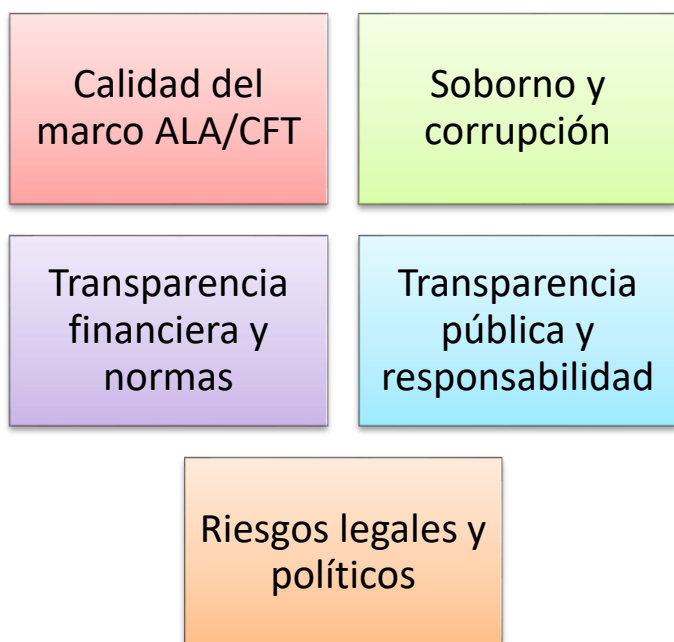 Calidad del
marco ALA/CFT
Soborno y
corrupción
Transparencia
financiera y
normas
Transparencia
pública y
responsabilidad
Riesgos legales y
políticos